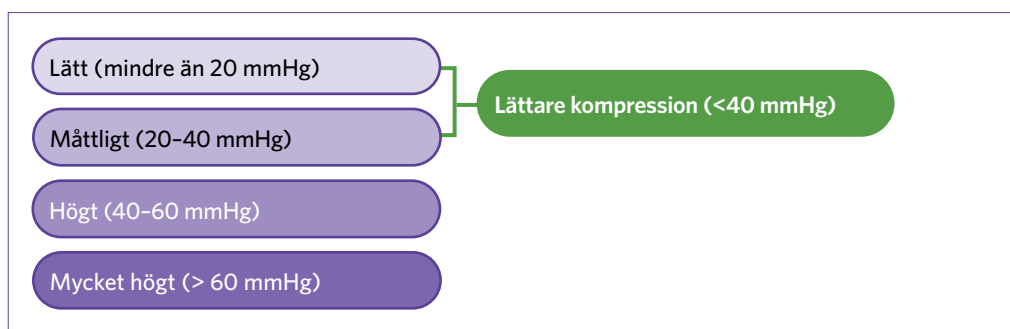 Lätt (mindre än 20 mmHg)
Lättare kompression (<40 mmHg)
Måttligt (20–40 mmHg)
Högt (40–60 mmHg)
Mycket högt (> 60 mmHg)